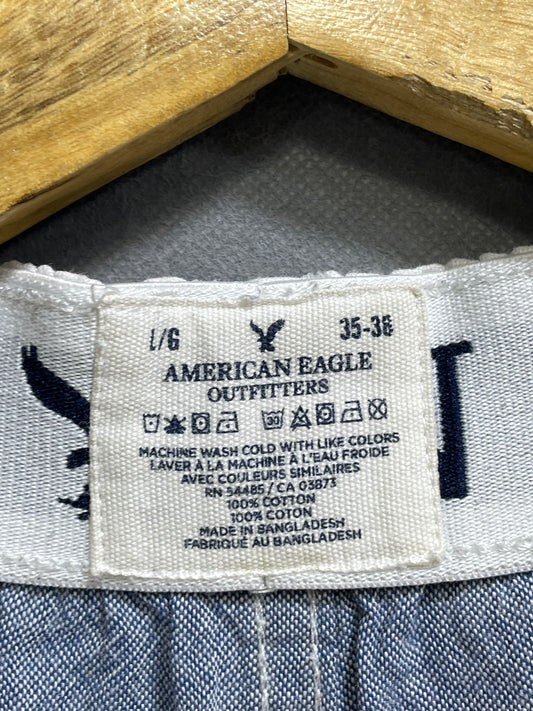 L/G 35-38
AMERICAN EAGLE
OUTFITTERS
30
MACHINE WASH COLD WITH LIKE COLORS
LAVER À LA MACHINE À L'EAU FROIDE
AVEC COULEURS SIMILAIRES
RN 54485 / CA 03873
100% COTTON
100% COTON
MADE IN BANGLADESH
FABRIQUÉ AU BANGLADESH